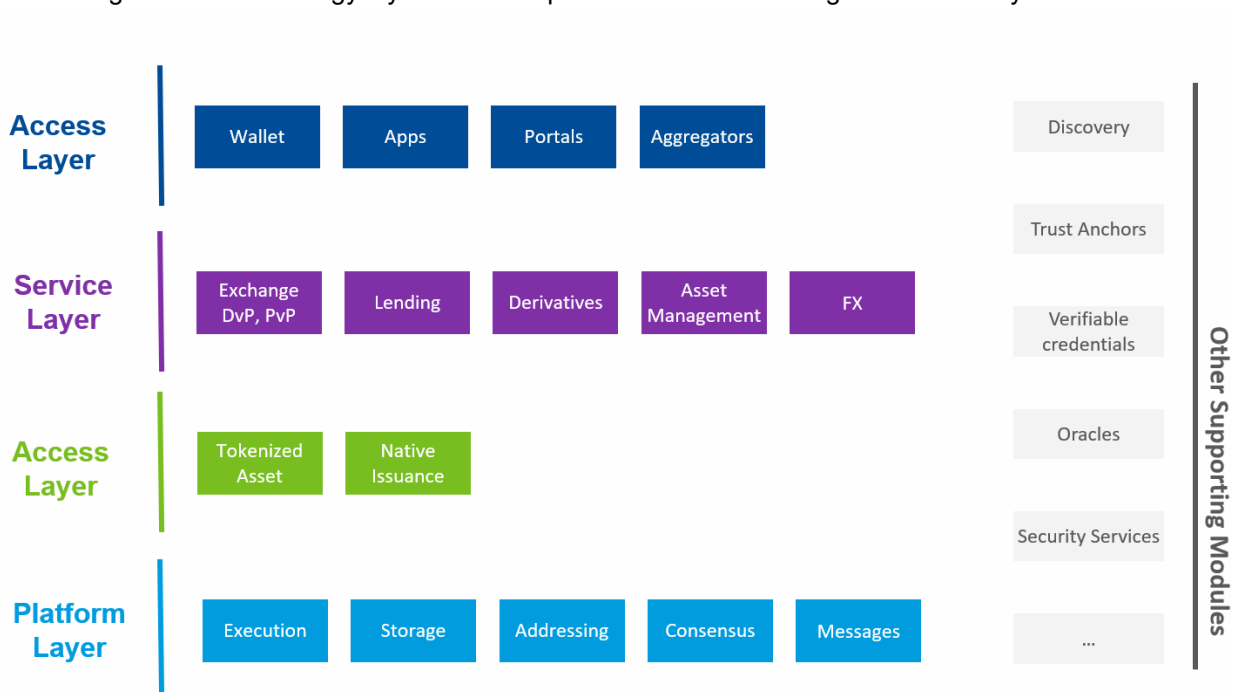 Access
Layer
Wallet
Apps
Portals
Aggregators
Discovery
Trust Anchors
Service
Layer
Exchange
DvP, PvP
Lending
Derivatives
Asset
Management
FX
Verifiable
credentials
Access
Layer
Tokenized
Asset
Native
Issuance
Oracles
Security Services
Platform
Layer
Execution
Storage
Addressing
Consensus
Messages
...
Other Supporting Modules